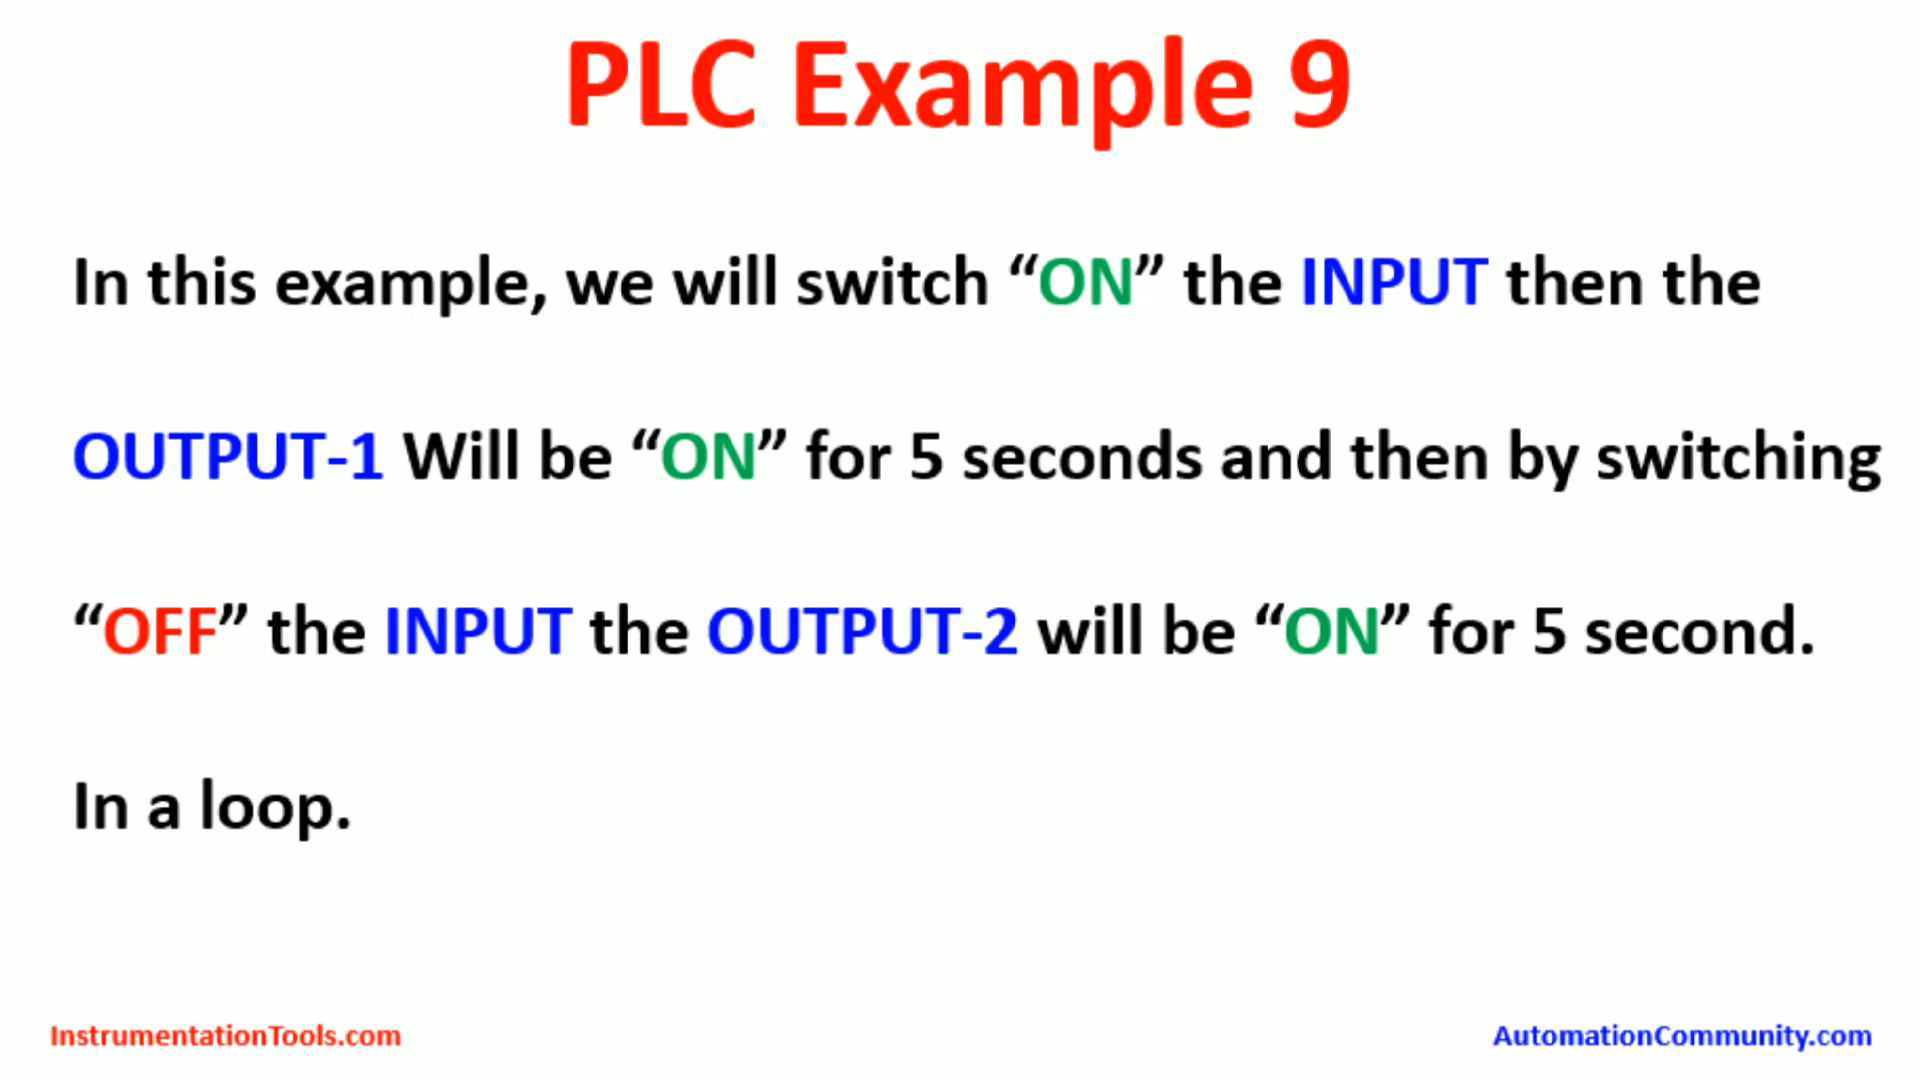 PLC Example 9
In this example, we will switch “ON” the INPUT then the
OUTPUT-1 Will be “ON” for 5 seconds and then by switching
“OFF” the INPUT the OUTPUT-2 will be “ON” for 5 second.
In a loop.
InstrumentationTools.com
AutomationCommunity.com